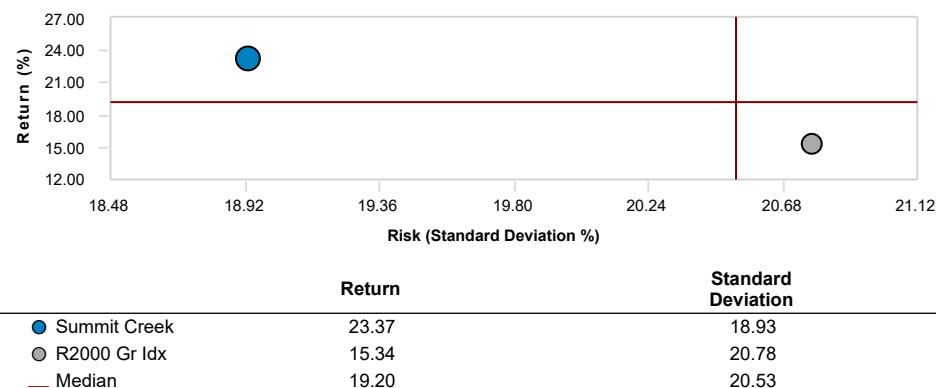 27.00
24.00
21.00
18.00
15.00
12.00
Return (%)
18.48 18.92 19.36 19.80 20.24 20.68 21.12
Risk (Standard Deviation %)
Return Standard Deviation
Summit Creek 23.37 18.93
R2000 Gr Idx 15.34 20.78
Median 19.20 20.53